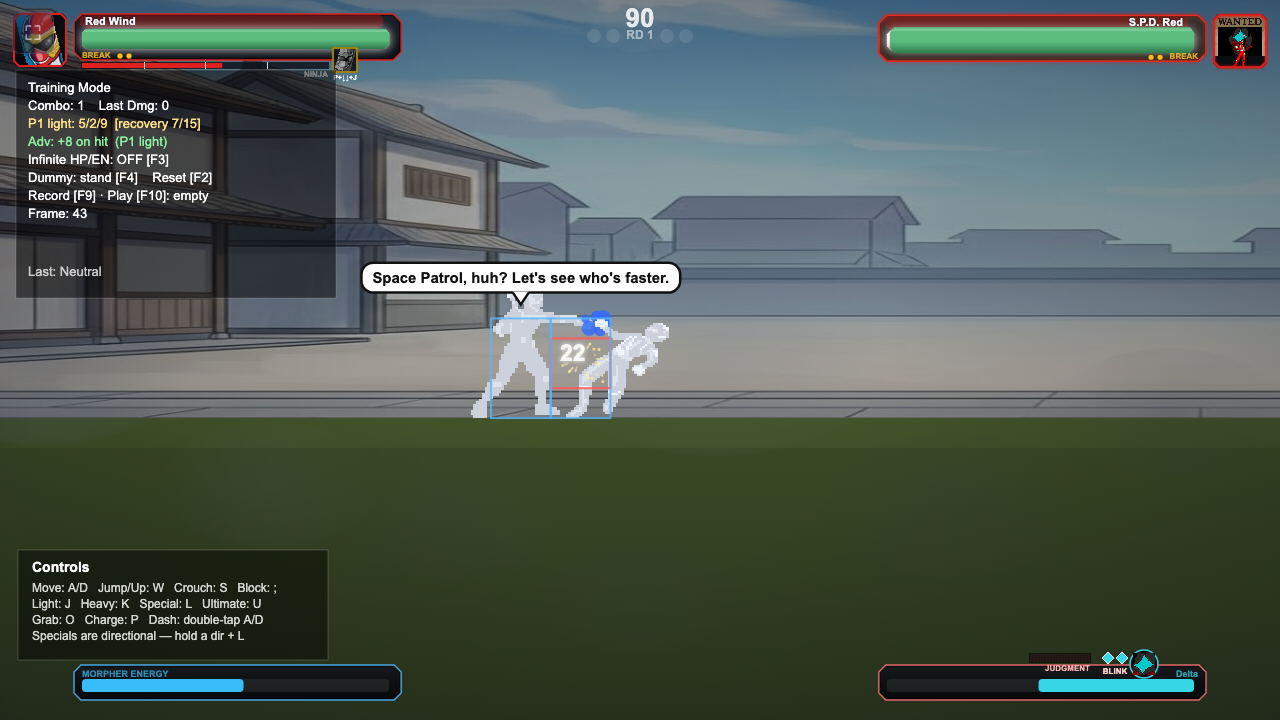 Red Wind
90
S.P.D. Red
WANTED
RD 1
BREAK
BREAK
NINJA
Training Mode
Combo: 1    Last Dmg: 0
P1 light: 5/2/9  [recovery 7/15]
Adv: +8 on hit  (P1 light)
Infinite HP/EN: OFF [F3]
Dummy: stand [F4]    Reset [F2]
Record [F9] · Play [F10]: empty
Frame: 43
Last: Neutral
Space Patrol, huh? Let's see who's faster.
22
Controls
Move: A/D   Jump/Up: W   Crouch: S   Block: ;
Light: J   Heavy: K   Special: L   Ultimate: U
Grab: O   Charge: P   Dash: double-tap A/D
Specials are directional — hold a dir + L
MORPHER ENERGY
JUDGMENT
BLINK
Delta